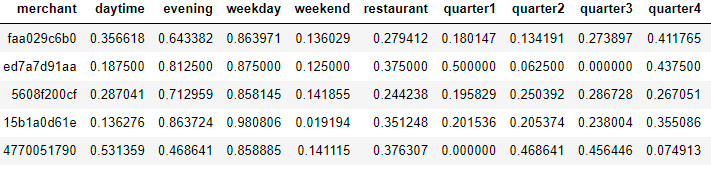 merchant daytime evening weekday weekend restaurant quarter1 quarter2 quarter3 quarter4
faa029c6b0 0.356618 0.643382 0.863971 0.136029 0.279412 0.180147 0.134191 0.273897 0.411765
ed7a7d91aa 0.187500 0.812500 0.875000 0.125000 0.375000 0.500000 0.062500 0.000000 0.437500
5608f200cf 0.287041 0.712959 0.858145 0.141855 0.244238 0.195829 0.250392 0.286728 0.267051
15b1a0d61e 0.136276 0.863724 0.980806 0.019194 0.351248 0.201536 0.205374 0.238004 0.355086
4770051790 0.531359 0.468641 0.858885 0.141115 0.376307 0.000000 0.468641 0.456446 0.074913